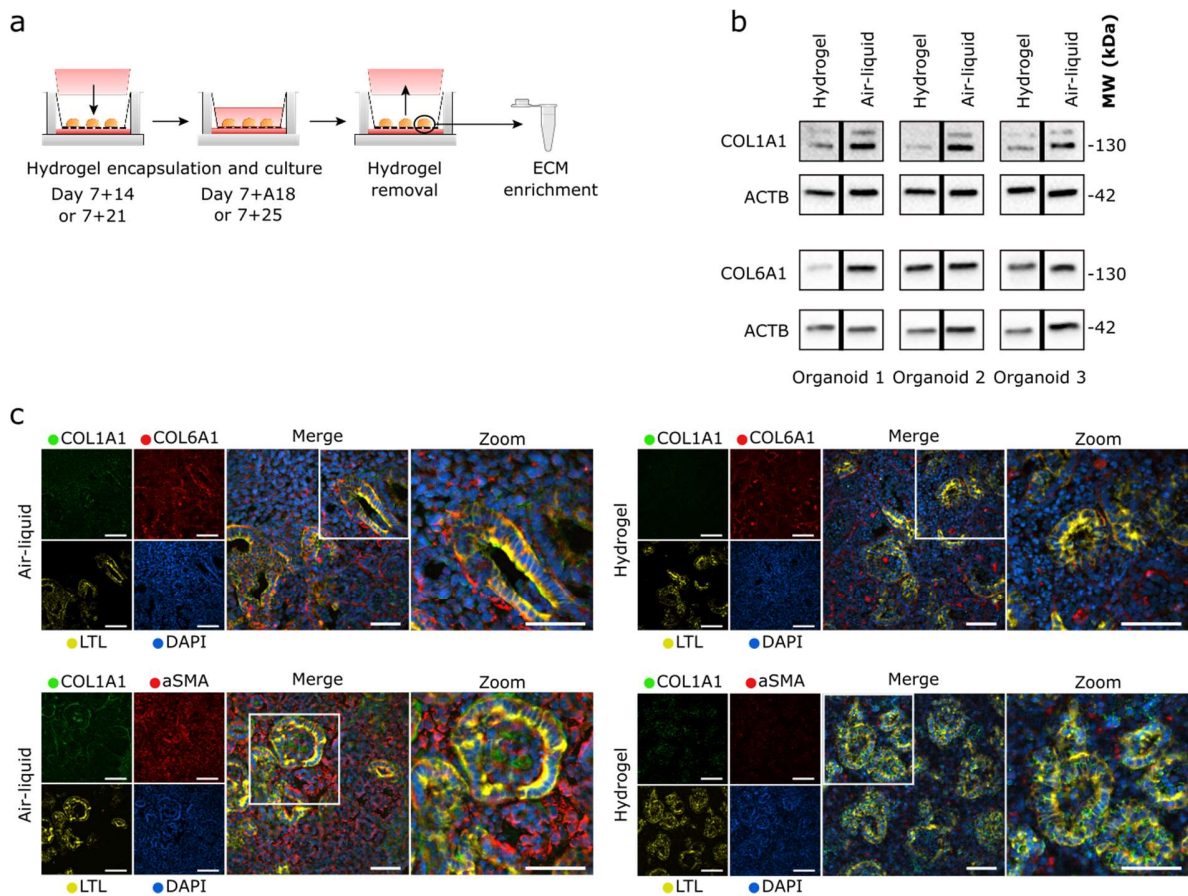 a
Hydrogel encapsulation and culture
Day 7+14
or 7+21
Day 7+A18
or 7+25
Hydrogel
removal
ECM
enrichment
b
Hydrogel
Air-liquid
Hydrogel
Air-liquid
Hydrogel
Air-liquid
MW (kDa)
COL1A1
-130
ACTB
-42
COL6A1
-130
ACTB
-42
Organoid 1 Organoid 2 Organoid 3
c
COL1A1 COL6A1 Merge Zoom
Air-liquid
LTL DAPI
COL1A1 COL6A1 Merge Zoom
Hydrogel
LTL DAPI
COL1A1 aSMA Merge Zoom
Air-liquid
LTL DAPI
COL1A1 aSMA Merge Zoom
Hydrogel
LTL DAPI